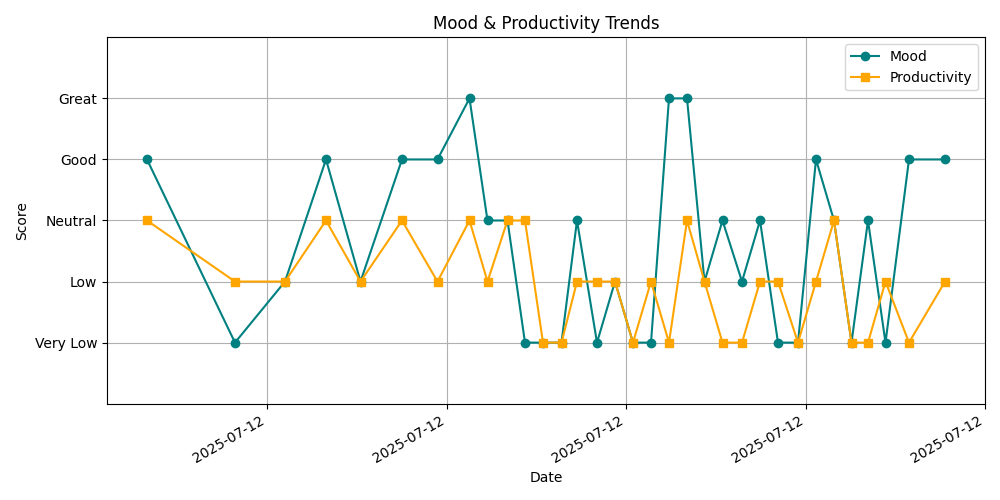 Mood & Productivity Trends
Mood
Productivity
Great
Good
Neutral
Low
Very Low
Score
2025-07-12
2025-07-12
2025-07-12
2025-07-12
2025-07-12
Date